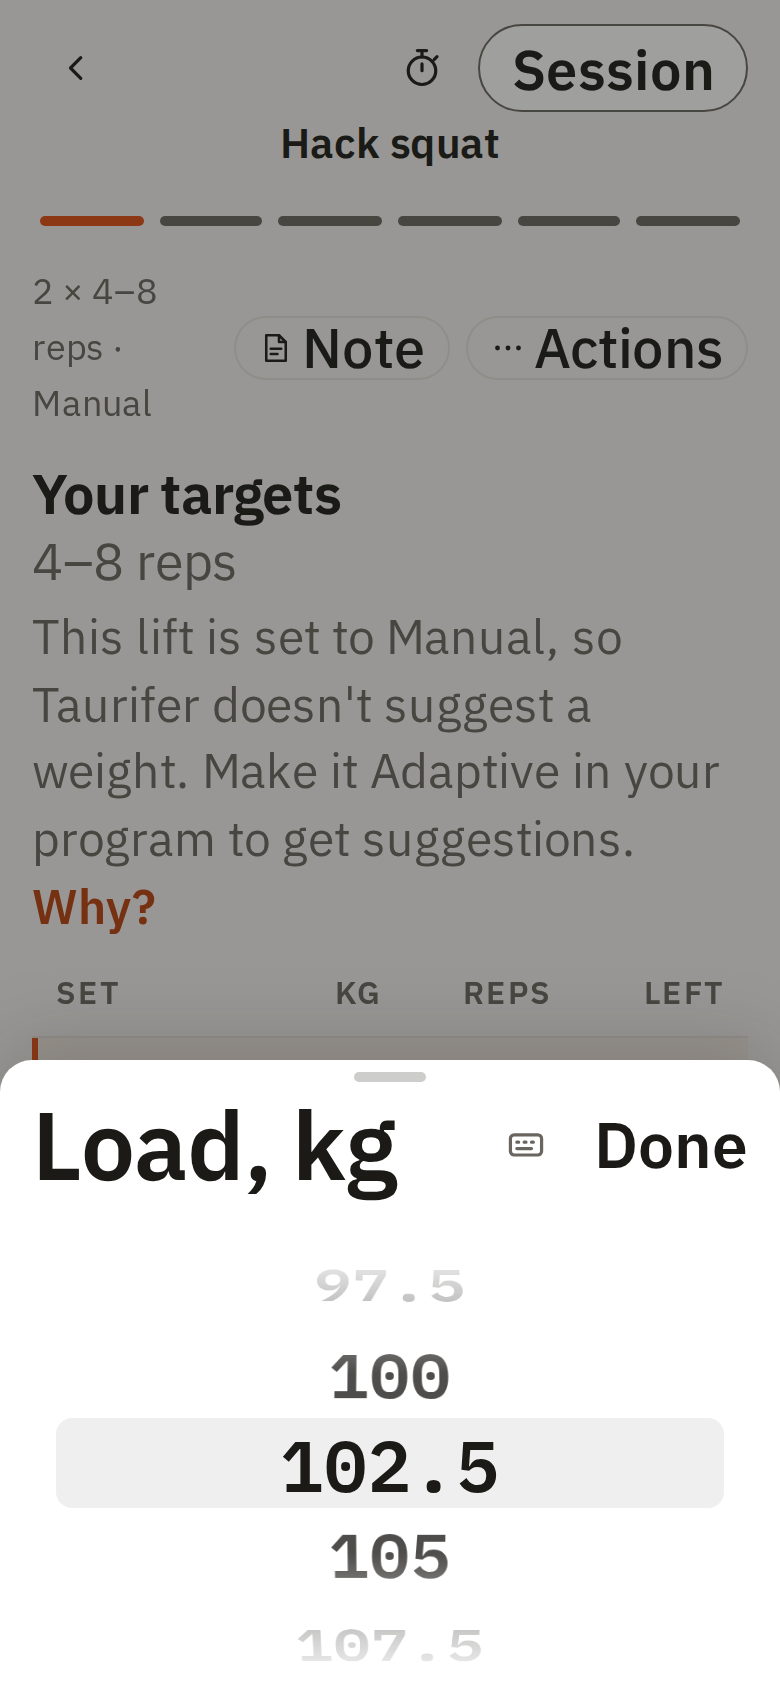 Session
Hack squat
2 × 4–8
reps ·
Manual
Note
Actions
Your targets
4–8 reps
This lift is set to Manual, so
Taurifer doesn't suggest a
weight. Make it Adaptive in your
program to get suggestions.
Why?
SET KG REPS LEFT
Load, kg
Done
97.5
100
102.5
105
107.5